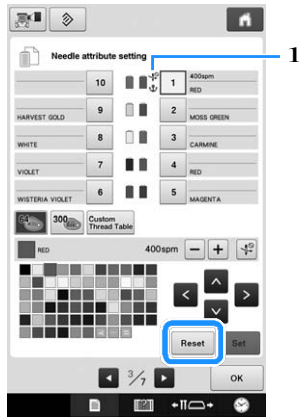 Needle attribute setting
1
10
1
400spm
RED
9
HARVEST GOLD
2
MOSS GREEN
8
WHITE
3
CARMINE
7
VIOLET
4
RED
6
WISTERIA VIOLET
5
MAGENTA
64
300
Custom
Thread Table
RED
400spm
Reset
Set
3/7
OK